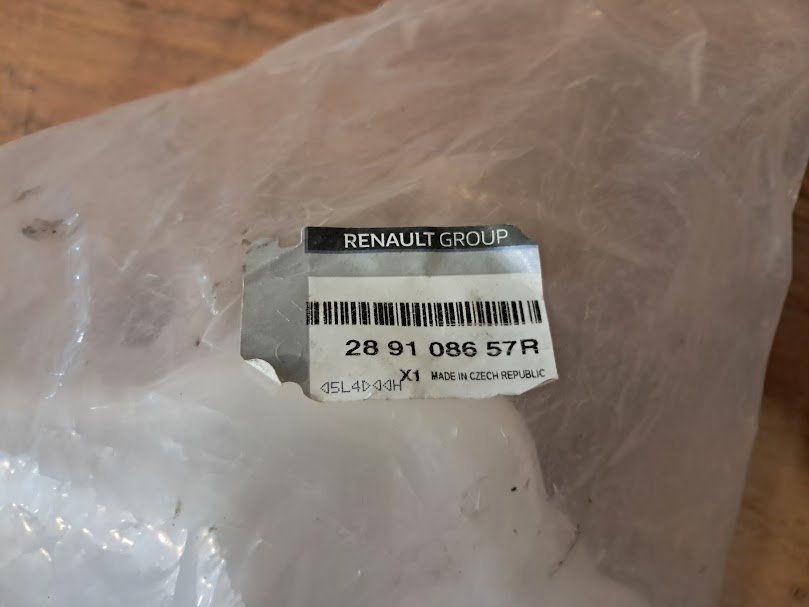 RENAULT GROUP
28 91 086 57R
X1 MADE IN CZECH REPUBLIC